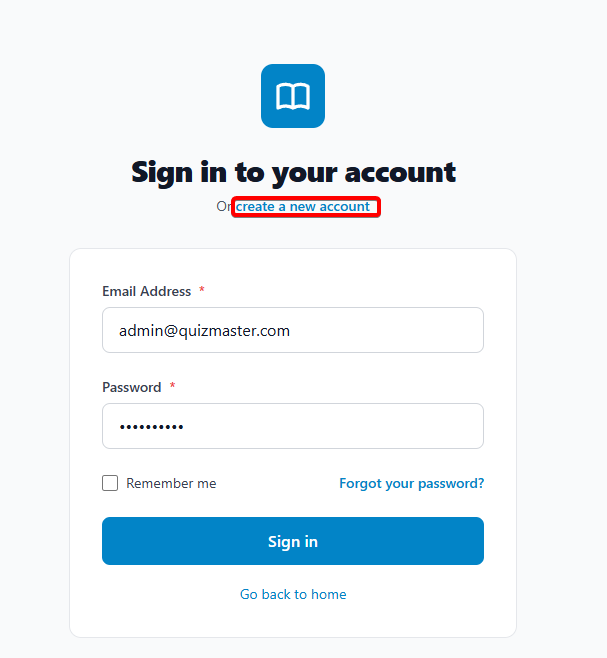 Sign in to your account
Or create a new account
Email Address *
admin@quizmaster.com
Password *
••••••••••
Remember me
Forgot your password?
Sign in
Go back to home